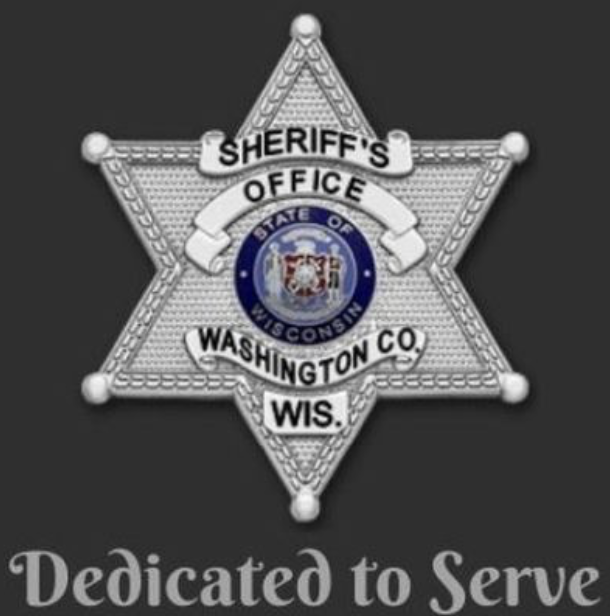 SHERIFF'S
OFFICE
STATE OF
WISCONSIN
WASHINGTON CO.
WIS.
Dedicated to Serve